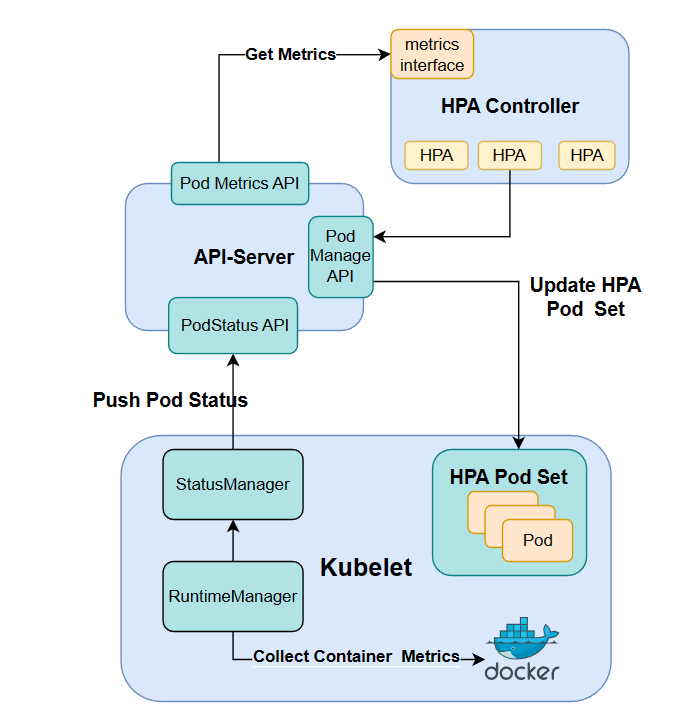 metrics
interface
Get Metrics
HPA Controller
HPA
HPA
HPA
Pod Metrics API
Pod
Manage
API
API-Server
Update HPA
Pod Set
PodStatus API
Push Pod Status
StatusManager
HPA Pod Set
Pod
Kubelet
RuntimeManager
Collect Container Metrics
docker